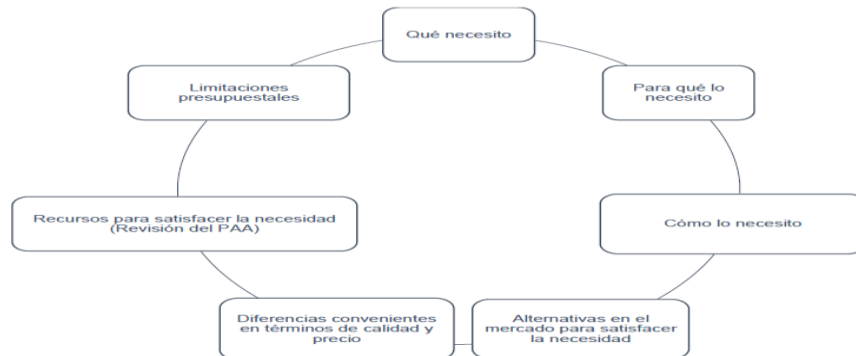 Qué necesito
Para qué lo
necesito
Cómo lo necesito
Alternativas en el
mercado para satisfacer
la necesidad
Diferencias convenientes
en términos de calidad y
precio
Recursos para satisfacer la necesidad
(Revisión del PAA)
Limitaciones
presupuestales